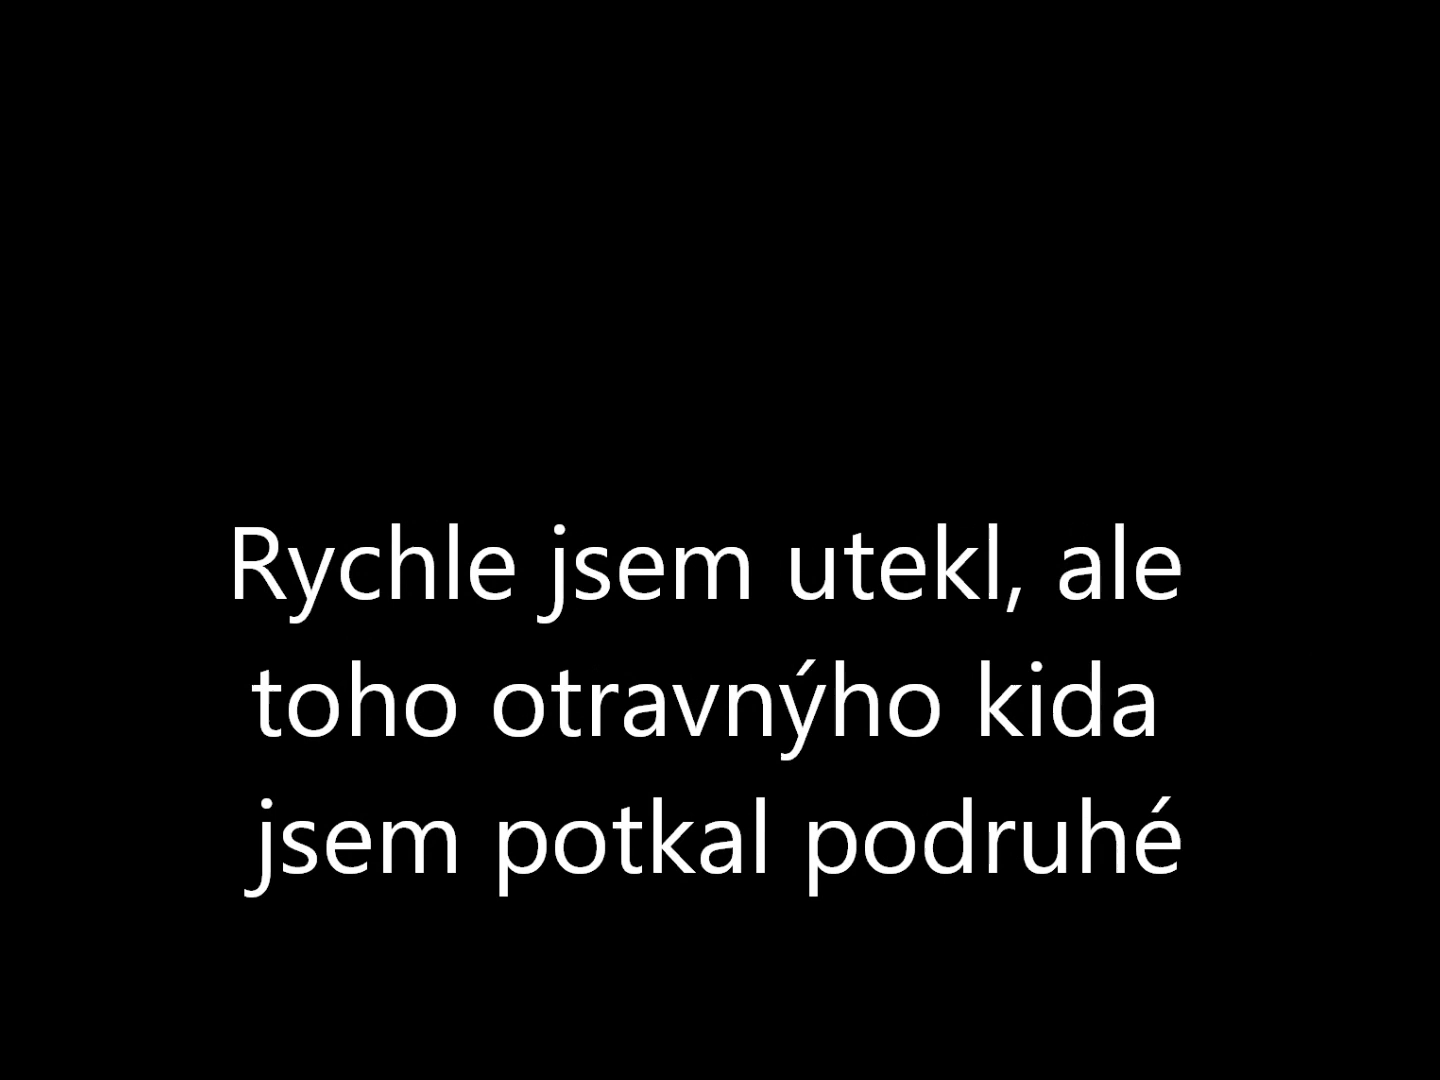 Rychle jsem utekl, ale
toho otravnýho kida
jsem potkal podruhé